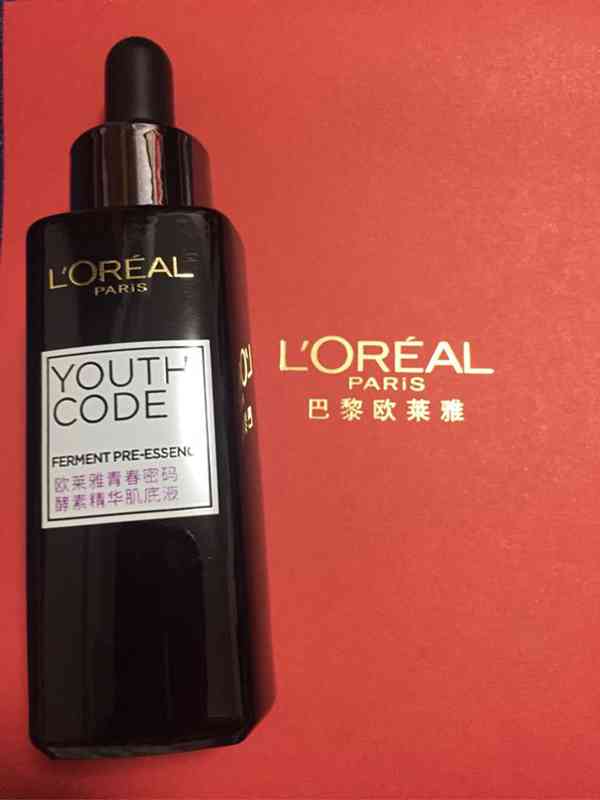 L'ORÉAL
PARIS
YOUTH
CODE
FERMENT PRE-ESSENC
欧莱雅青春密码
酵素精华肌底液
L'ORÉAL
PARIS
巴黎欧莱雅